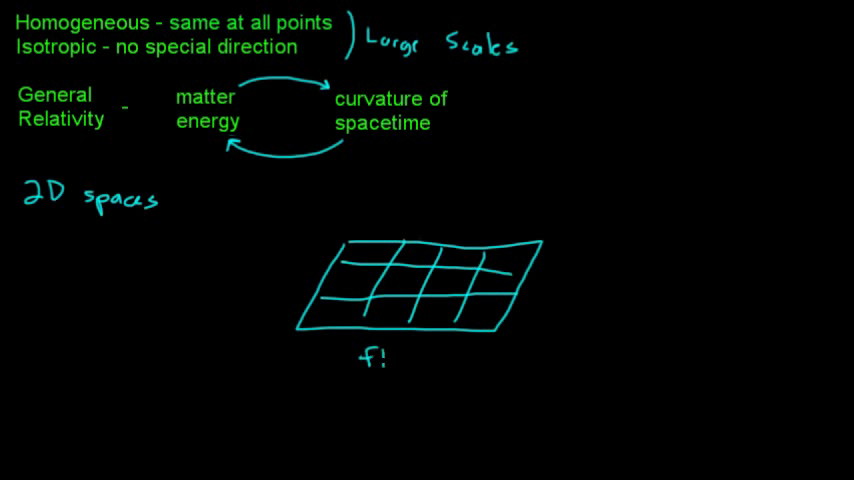 Homogeneous - same at all points
Isotropic - no special direction
Large Scales
General Relativity - matter energy
curvature of spacetime
2D spaces